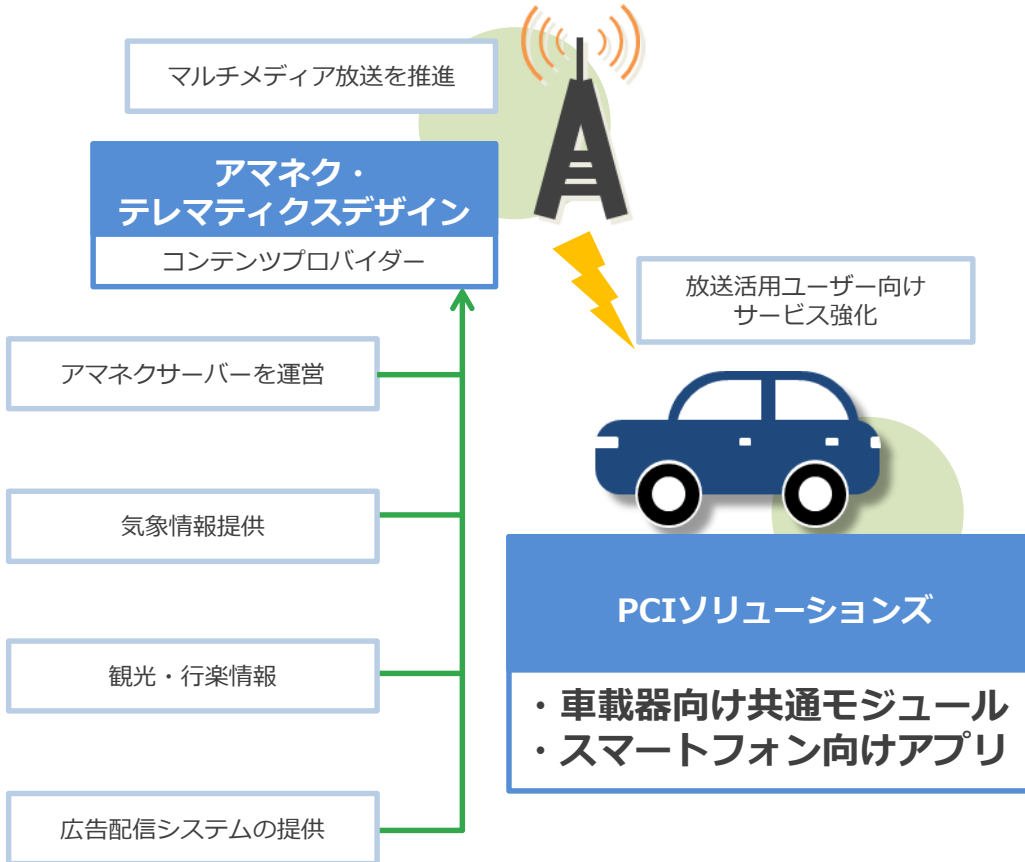 マルチメディア放送を推進
アマネク・
テレマティクスデザイン
コンテンツプロバイダー
放送活用ユーザー向け
サービス強化
アマネクサーバーを運営
気象情報提供
観光・行楽情報
広告配信システムの提供
PCIソリューションズ
・車載器向け共通モジュール
・スマートフォン向けアプリ